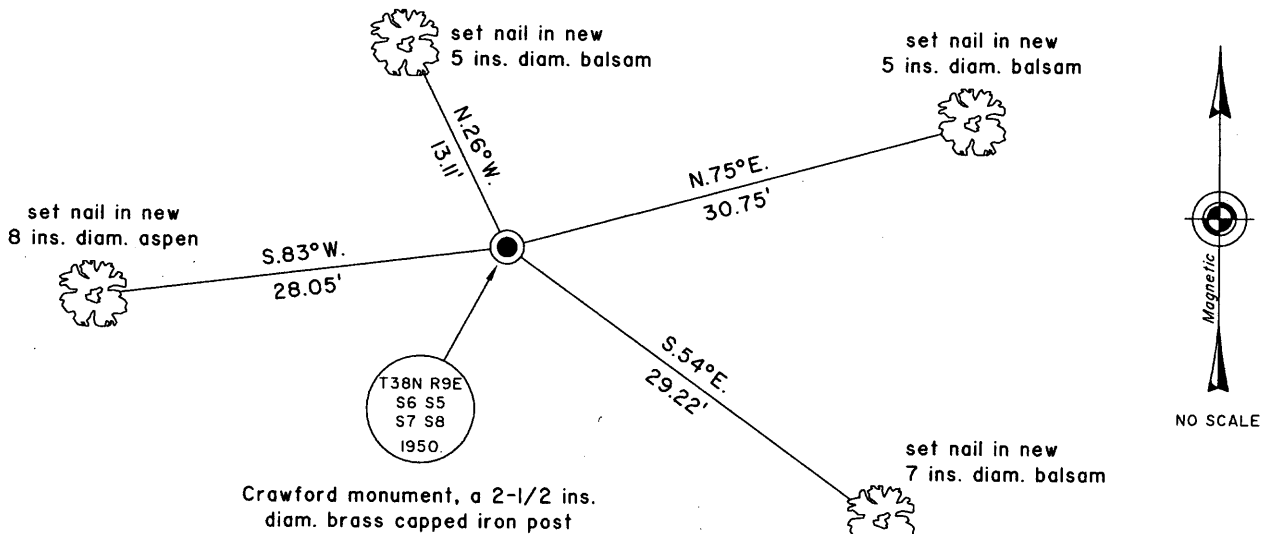 set nail in new
5 ins. diam. balsam
set nail in new
5 ins. diam. balsam
N.26°W.
13.11'
N.75°E.
30.75'
set nail in new
8 ins. diam. aspen
S.83°W.
28.05'
Magnetic
S.54°E.
29.22'
T38N R9E
S6 S5
S7 S8
1950.
NO SCALE
set nail in new
7 ins. diam. balsam
Crawford monument, a 2-1/2 ins.
diam. brass capped iron post